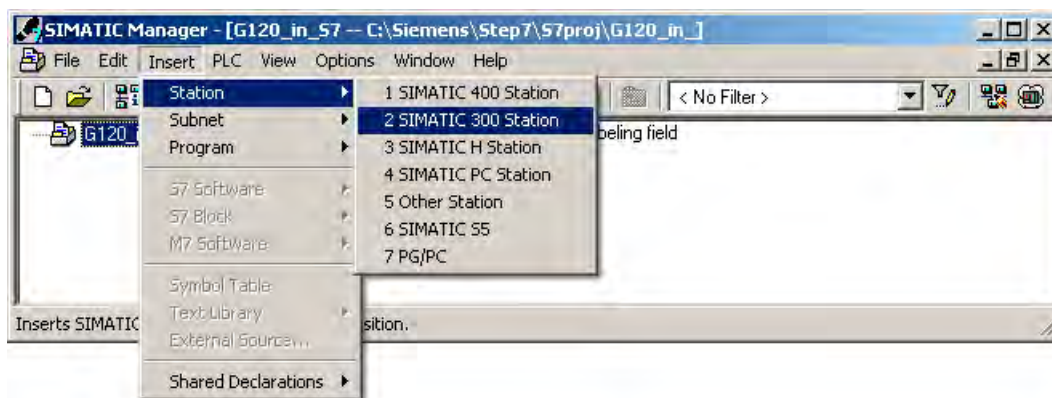 SIMATIC Manager - [G120_in_S7 -- C:\Siemens\Step7\S7proj\G120_in_]
File Edit Insert PLC View Options Window Help
< No Filter >
G120_i
beling field
Station
Subnet
Program
S7 Software
S7 Block
M7 Software
Symbol Table
Text Library
External Source...
Shared Declarations
1 SIMATIC 400 Station
2 SIMATIC 300 Station
3 SIMATIC H Station
4 SIMATIC PC Station
5 Other Station
6 SIMATIC S5
7 PG/PC
Inserts SIMATIC sition.